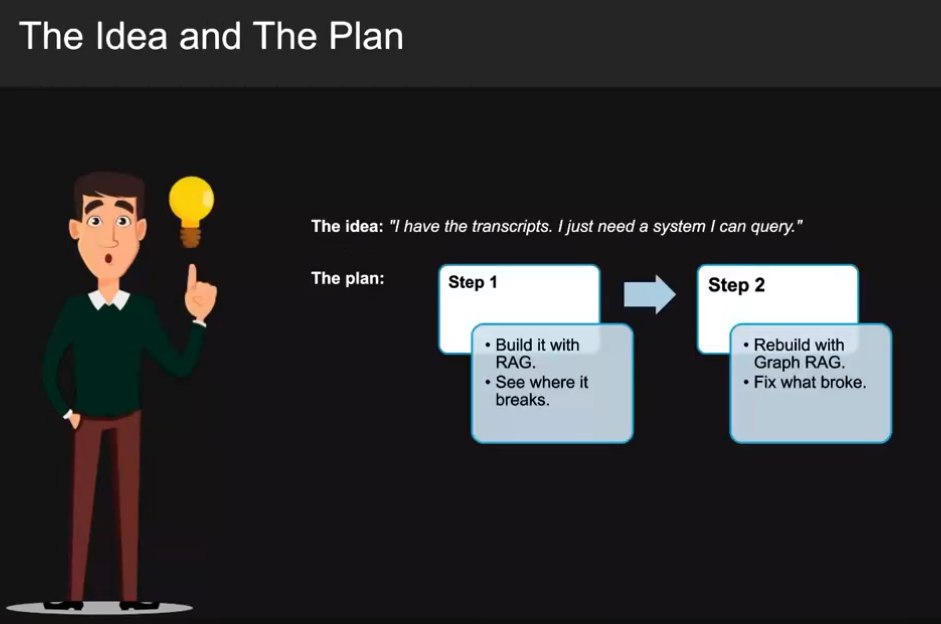 The Idea and The Plan
The idea: "I have the transcripts. I just need a system I can query."
The plan:
Step 1
• Build it with
RAG.
• See where it
breaks.
Step 2
• Rebuild with
Graph RAG.
• Fix what broke.